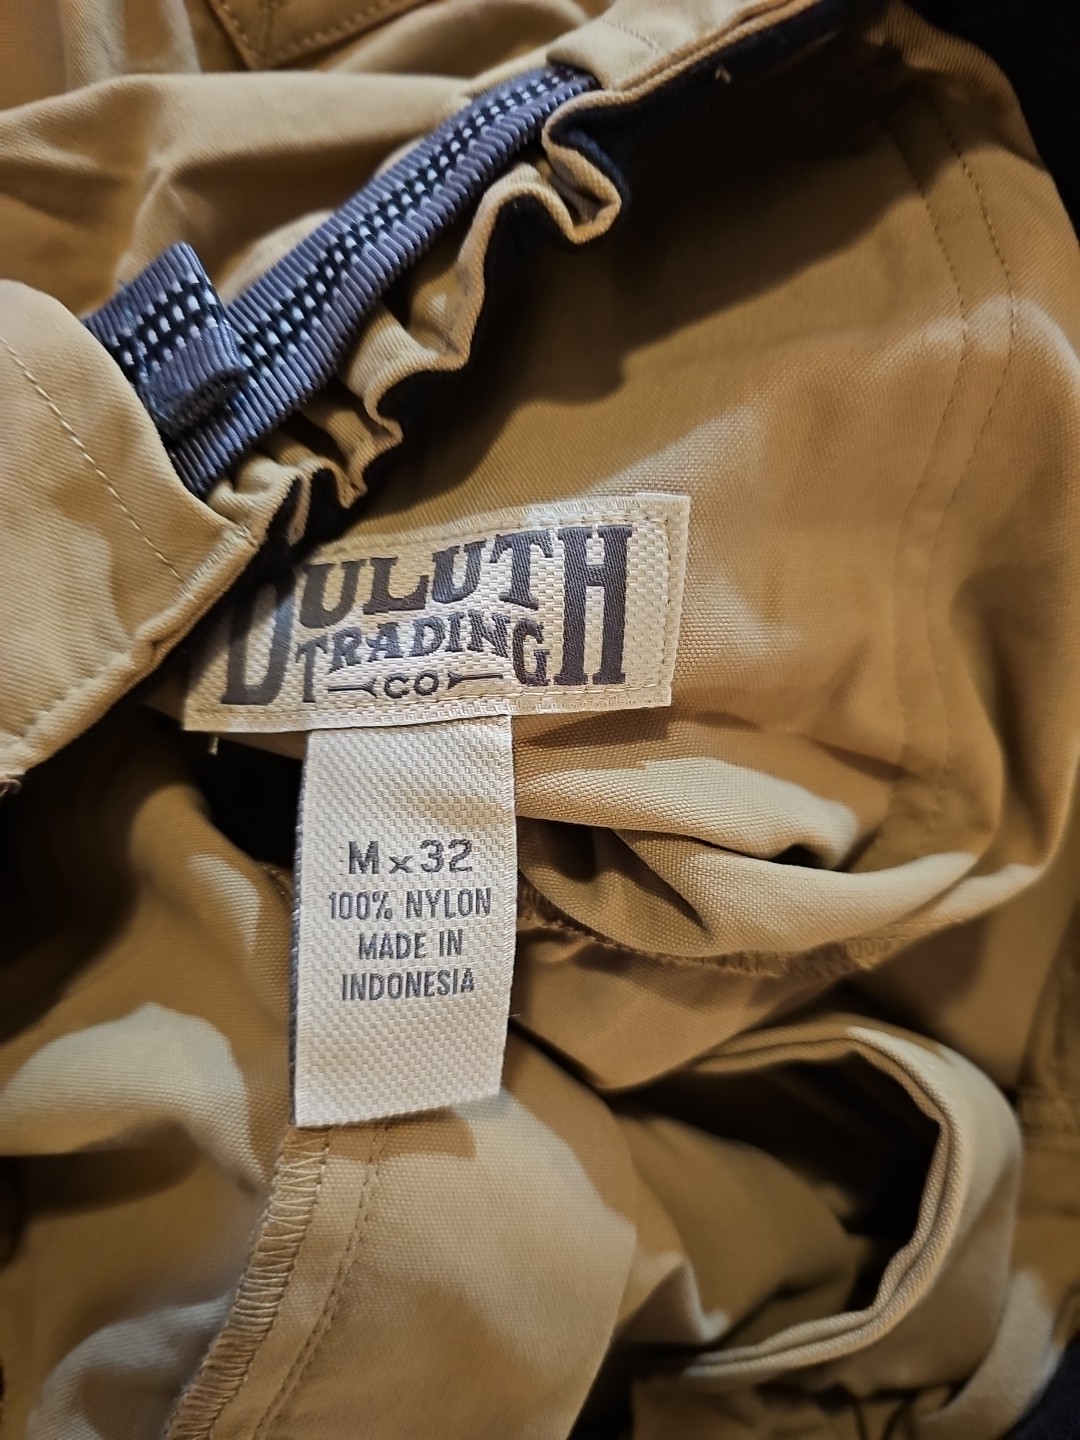 DULUTH
TRADING
CO
M x 32
100% NYLON
MADE IN
INDONESIA